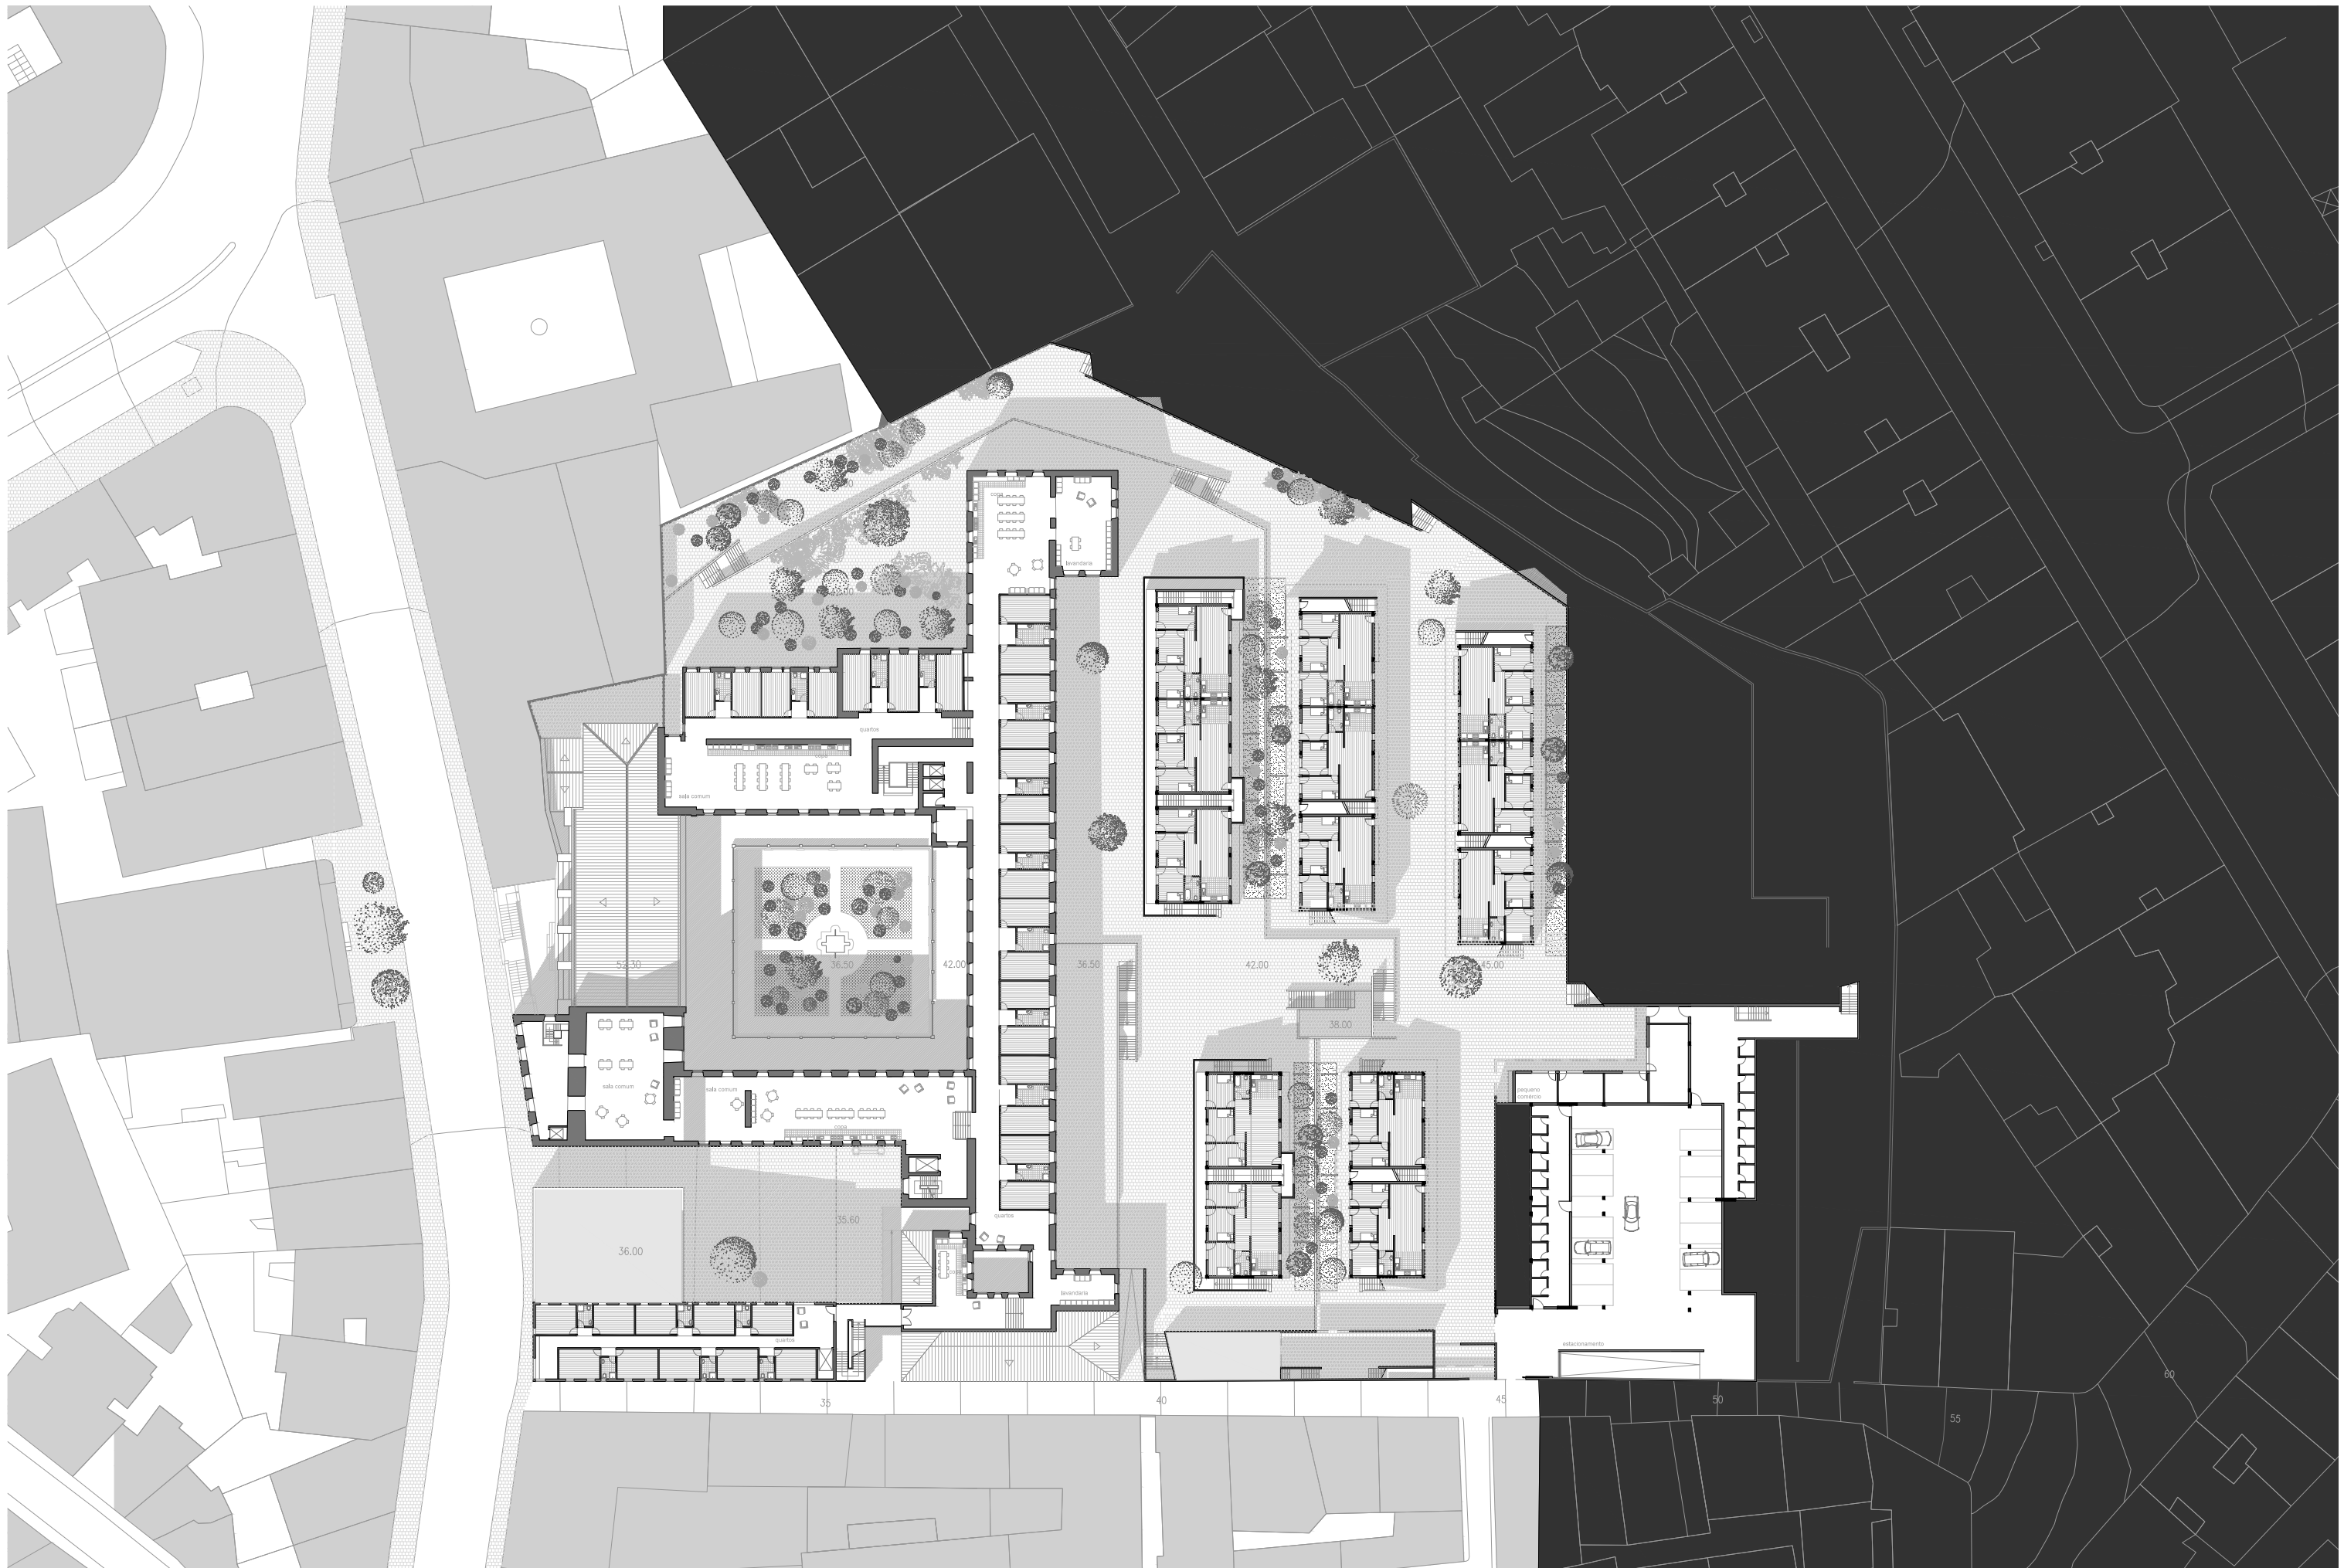 copa
lavandaria
quartos
copa
sala comum
52.30
36.50
42.00
36.50
42.00
45.00
38.00
sala comum
sala comum
pequeno
comércio
copa
quartos
35.60
36.00
lavandaria
quartos
estacionamento
35
40
45
50
55
60